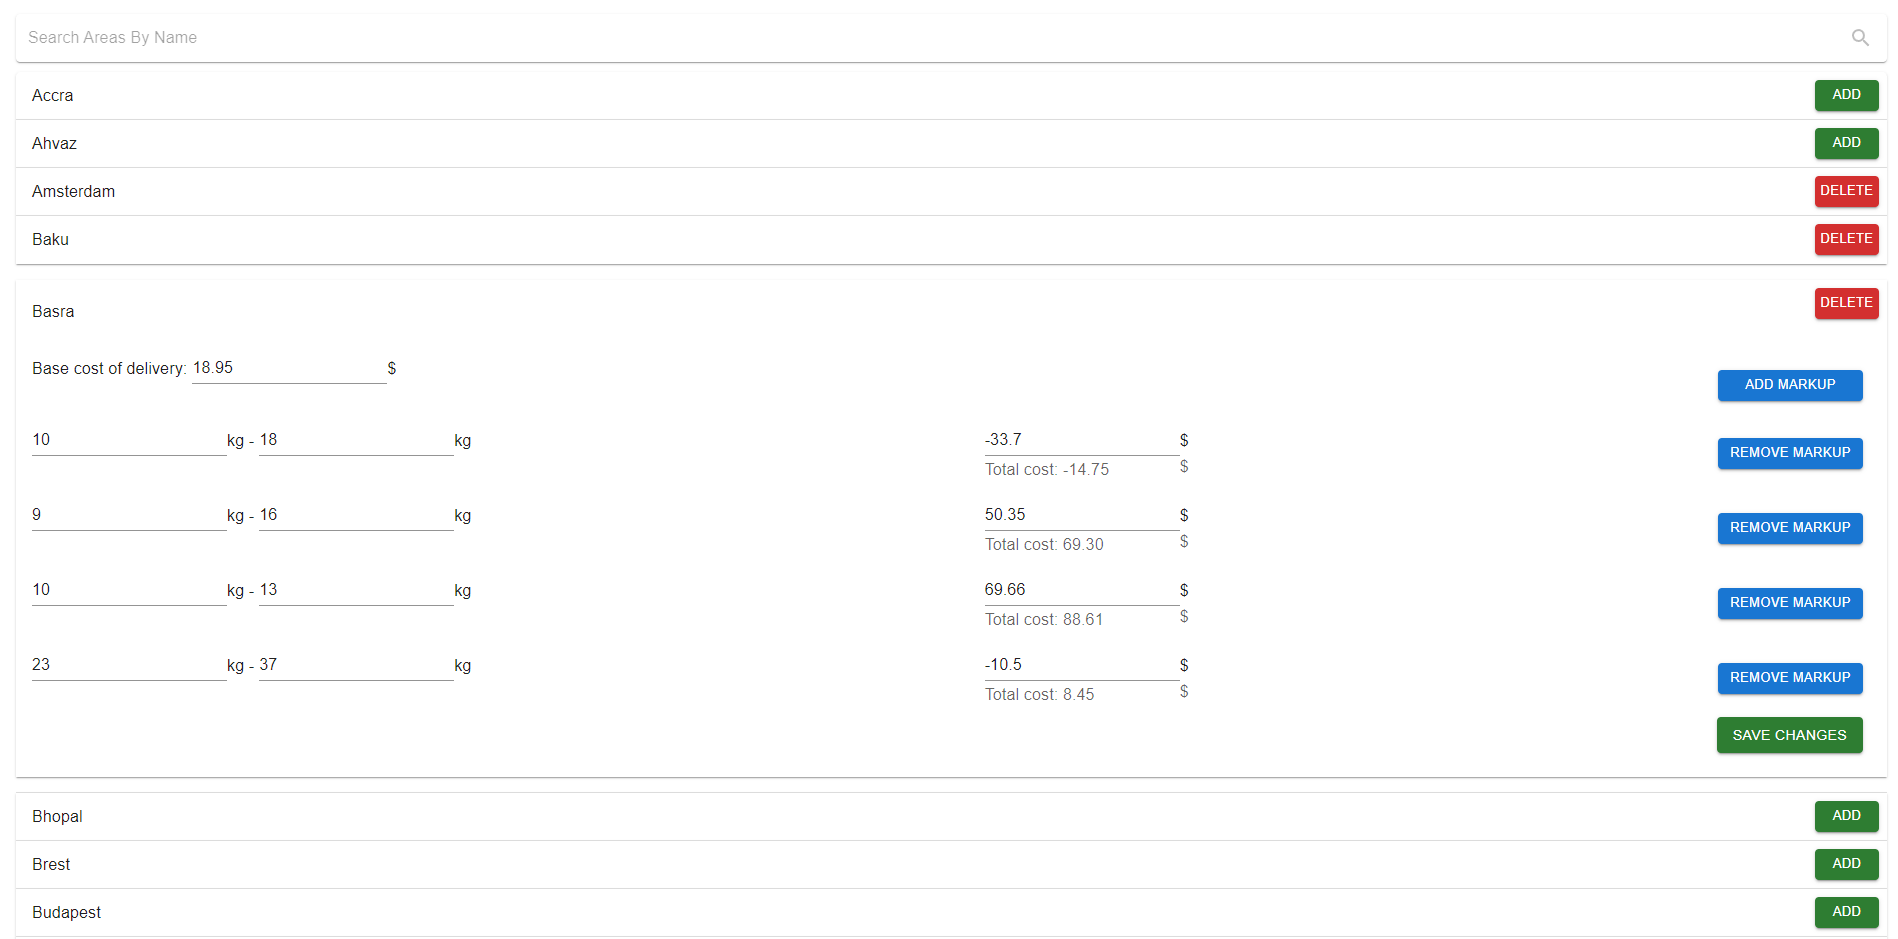 Search Areas By Name
Accra ADD
Ahvaz ADD
Amsterdam DELETE
Baku DELETE
Basra DELETE
Base cost of delivery: 18.95 $
ADD MARKUP
10 kg - 18 kg -33.7 $ REMOVE MARKUP
Total cost: -14.75 $
9 kg - 16 kg 50.35 $ REMOVE MARKUP
Total cost: 69.30 $
10 kg - 13 kg 69.66 $ REMOVE MARKUP
Total cost: 88.61 $
23 kg - 37 kg -10.5 $ REMOVE MARKUP
Total cost: 8.45 $
SAVE CHANGES
Bhopal ADD
Brest ADD
Budapest ADD